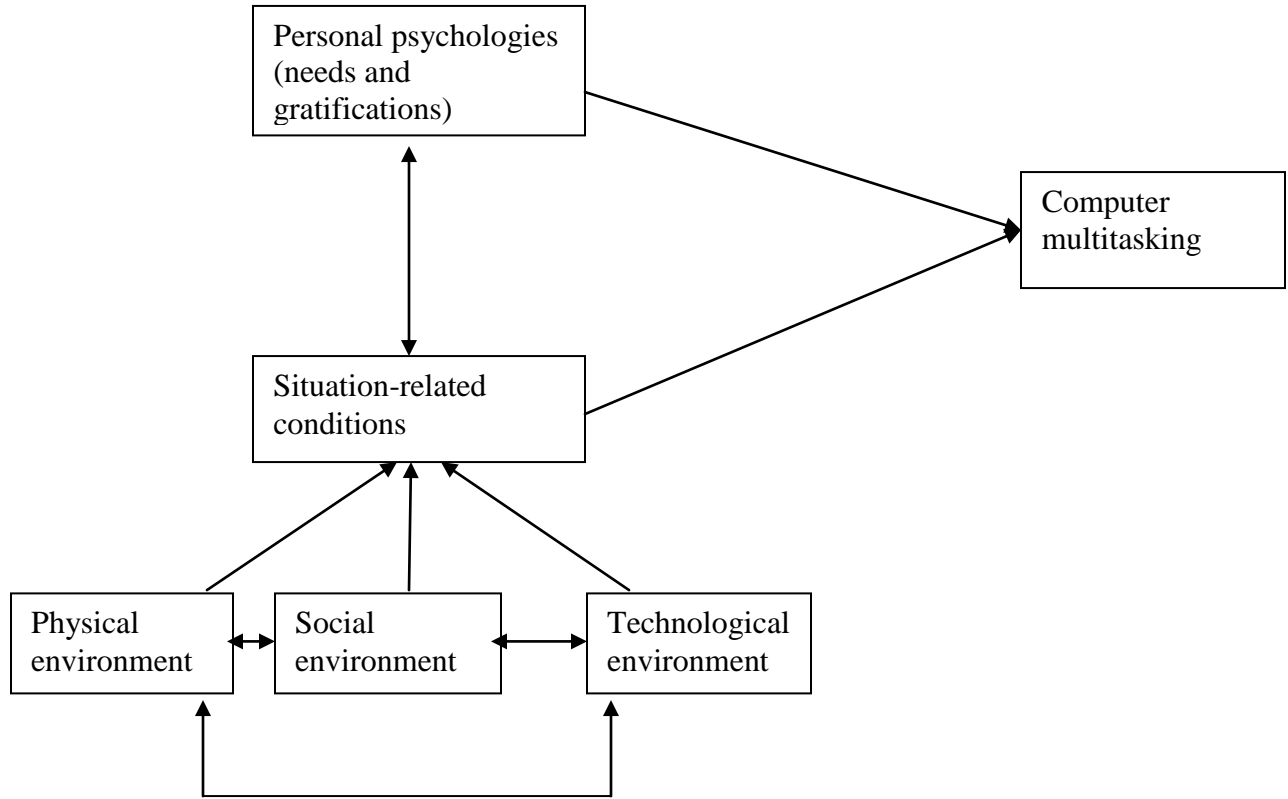 Personal psychologies
(needs and
gratifications)
Computer
multitasking
Situation-related
conditions
Physical
environment
Social
environment
Technological
environment